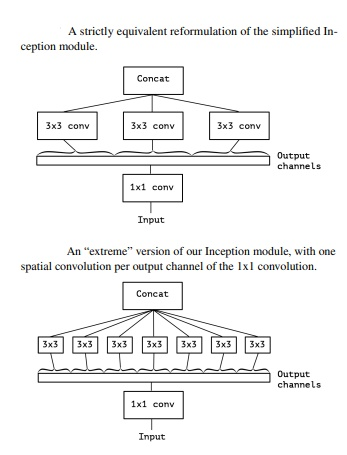 A strictly equivalent reformulation of the simplified In-
ception module.
Concat
3x3 conv 3x3 conv 3x3 conv
Output
channels
1x1 conv
Input
An “extreme” version of our Inception module, with one
spatial convolution per output channel of the 1x1 convolution.
Concat
3x3 3x3 3x3 3x3 3x3 3x3 3x3
Output
channels
1x1 conv
Input